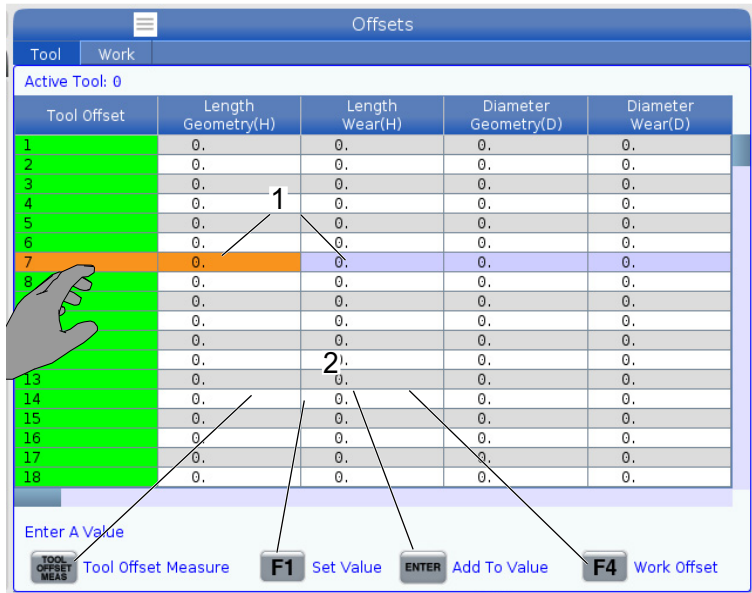 Offsets
Tool Work
Active Tool: 0
Tool Offset Length Geometry(H) Length Wear(H) Diameter Geometry(D) Diameter Wear(D)
1 0. 0. 0. 0.
2 0. 0. 0. 0.
3 0. 0. 0. 0.
4 0. 0. 0. 0.
1
5 0. 0. 0. 0.
6 0. 0. 0. 0.
7 0. 0. 0. 0.
8 0. 0. 0. 0.
0. 0. 0. 0.
0. 0. 0. 0.
0. 0. 0. 0.
0. 0. 0. 0.
2
13 0. 0. 0. 0.
14 0. 0. 0. 0.
15 0. 0. 0. 0.
16 0. 0. 0. 0.
17 0. 0. 0. 0.
18 0. 0. 0. 0.
Enter A Value
TOOL OFFSET MEAS Tool Offset Measure F1 Set Value ENTER Add To Value F4 Work Offset